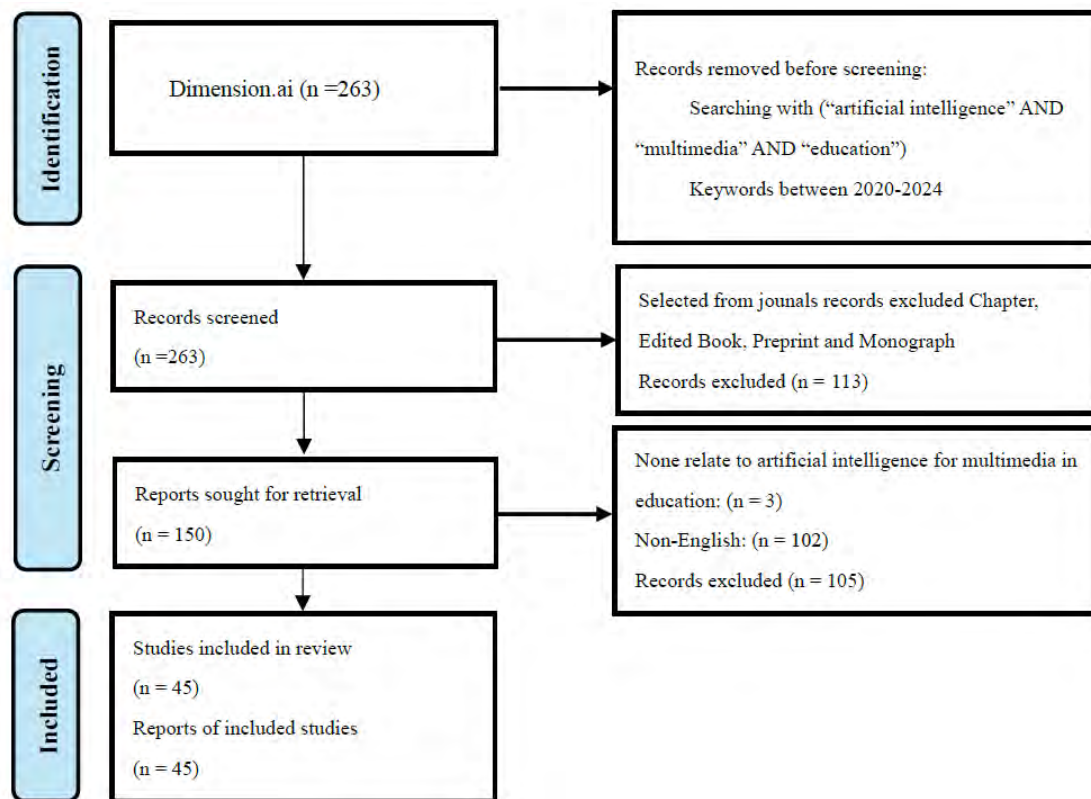 Identification
Dimension.ai (n =263)
Records removed before screening:
Searching with (“artificial intelligence” AND
“multimedia” AND “education”)
Keywords between 2020-2024
Screening
Records screened
(n =263)
Selected from jounals records excluded Chapter,
Edited Book, Preprint and Monograph
Records excluded (n = 113)
Reports sought for retrieval
(n = 150)
None relate to artificial intelligence for multimedia in
education: (n = 3)
Non-English: (n = 102)
Records excluded (n = 105)
Included
Studies included in review
(n = 45)
Reports of included studies
(n = 45)